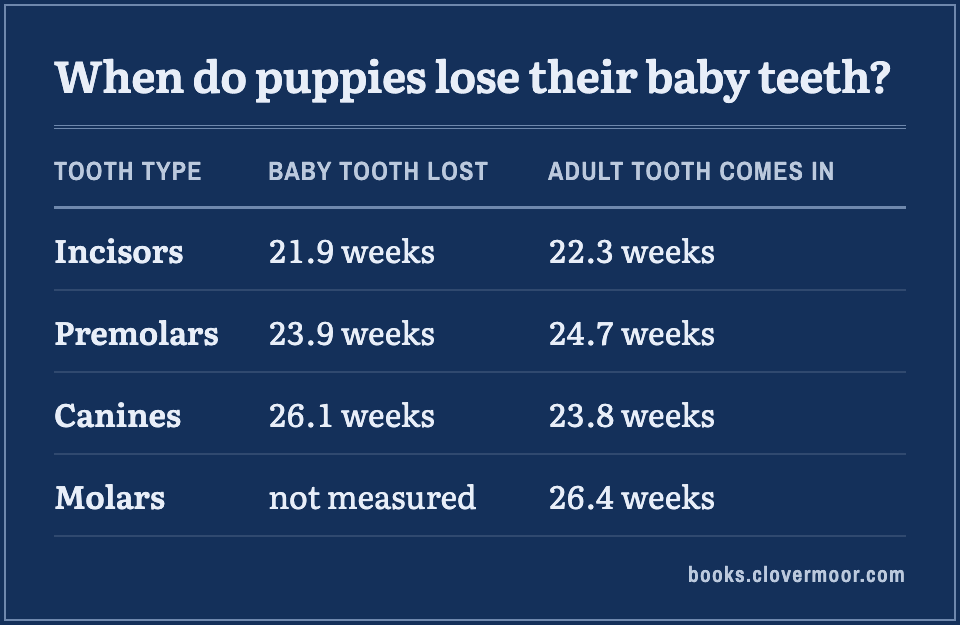 When do puppies lose their baby teeth?
TOOTH TYPE BABY TOOTH LOST ADULT TOOTH COMES IN
Incisors 21.9 weeks 22.3 weeks
Premolars 23.9 weeks 24.7 weeks
Canines 26.1 weeks 23.8 weeks
Molars not measured 26.4 weeks
books.clovermoor.com